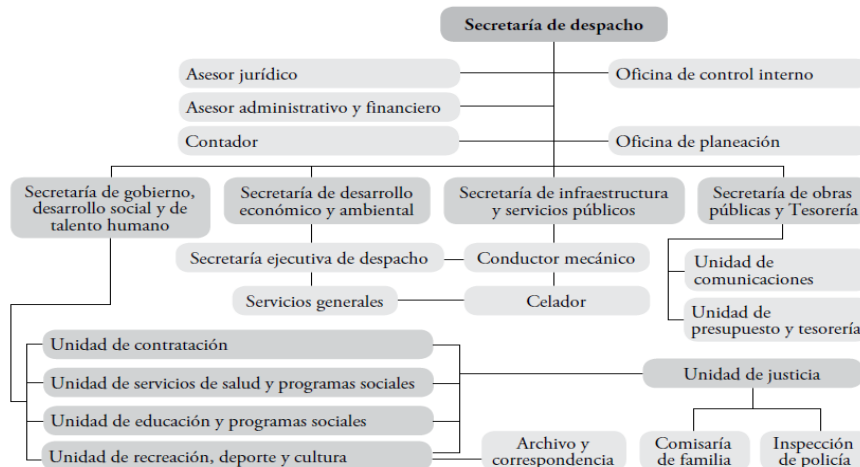 Secretaría de despacho
Asesor jurídico
Oficina de control interno
Asesor administrativo y financiero
Contador
Oficina de planeación
Secretaría de gobierno,
desarrollo social y de
talento humano
Secretaría de desarrollo
económico y ambiental
Secretaría de infraestructura
y servicios públicos
Secretaría de obras
públicas y Tesorería
Secretaría ejecutiva de despacho
Conductor mecánico
Unidad de
comunicaciones
Servicios generales
Celador
Unidad de
presupuesto y tesorería
Unidad de contratación
Unidad de servicios de salud y programas sociales
Unidad de justicia
Unidad de educación y programas sociales
Unidad de recreación, deporte y cultura
Archivo y
correspondencia
Comisaría
de familia
Inspección
de policía